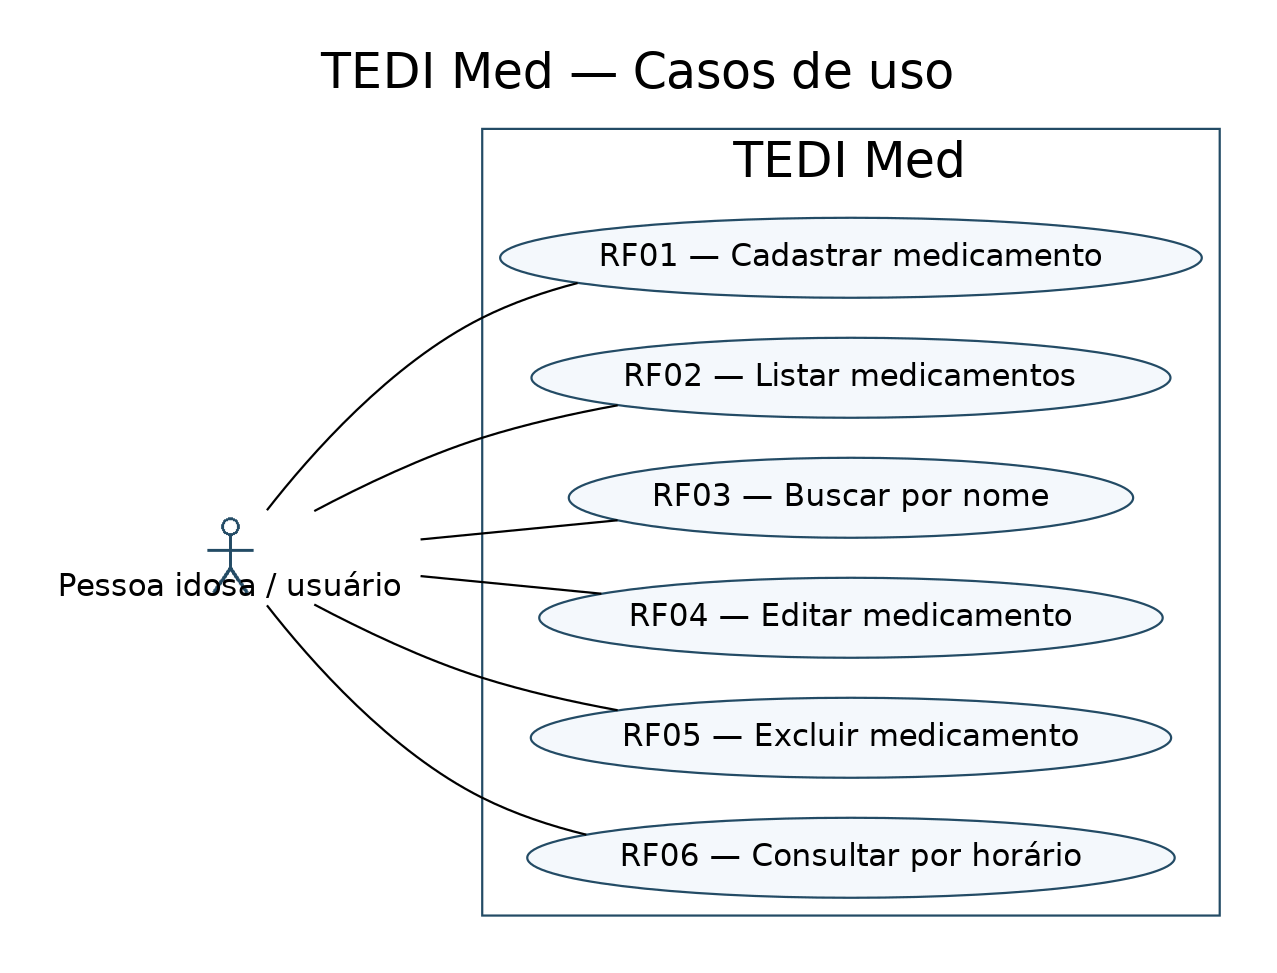 TEDI Med — Casos de uso
TEDI Med
RF01 — Cadastrar medicamento
RF02 — Listar medicamentos
RF03 — Buscar por nome
Pessoa idosa / usuário
RF04 — Editar medicamento
RF05 — Excluir medicamento
RF06 — Consultar por horário